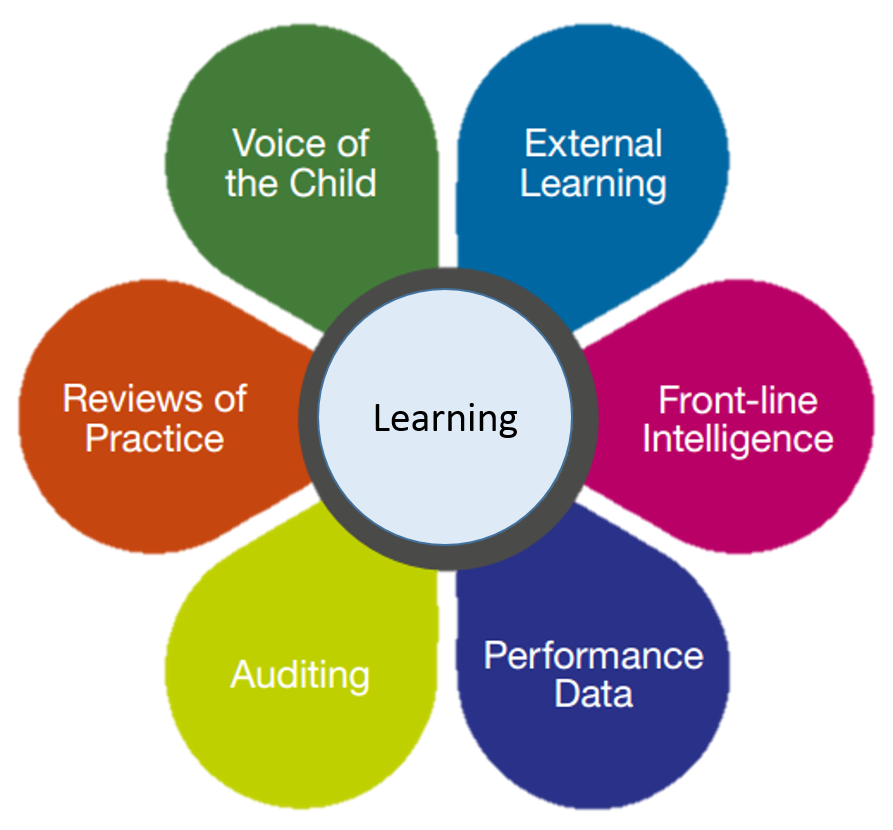 Voice of
the Child
External
Learning
Reviews of
Practice
Learning
Front-line
Intelligence
Auditing
Performance
Data